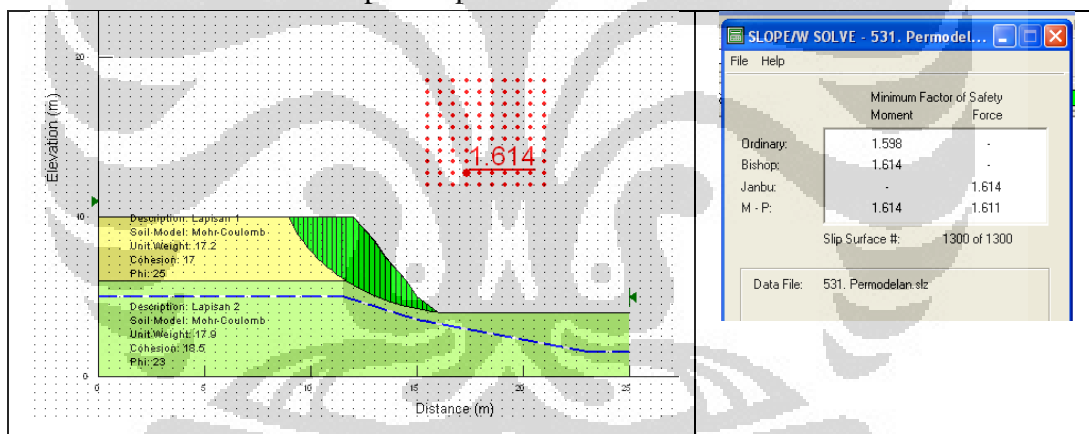 Elevation (m)
20
10
0
1.614
Description: Lapisan 1
Soil Model: Mohr-Coulomb
Unit Weight: 17.2
Cohesion: 17
Phi: 25
Description: Lapisan 2
Soil Model: Mohr-Coulomb
Unit Weight: 17.9
Cohesion: 18.5
Phi: 23
0 5 10 15 20 25
Distance (m)
SLOPE/W SOLVE - 531. Permodel...
File Help
Minimum Factor of Safety
Moment Force
Ordinary: 1.598 -
Bishop: 1.614 -
Janbu: - 1.614
M - P: 1.614 1.611
Slip Surface #: 1300 of 1300
Data File: 531. Permodelan.slz